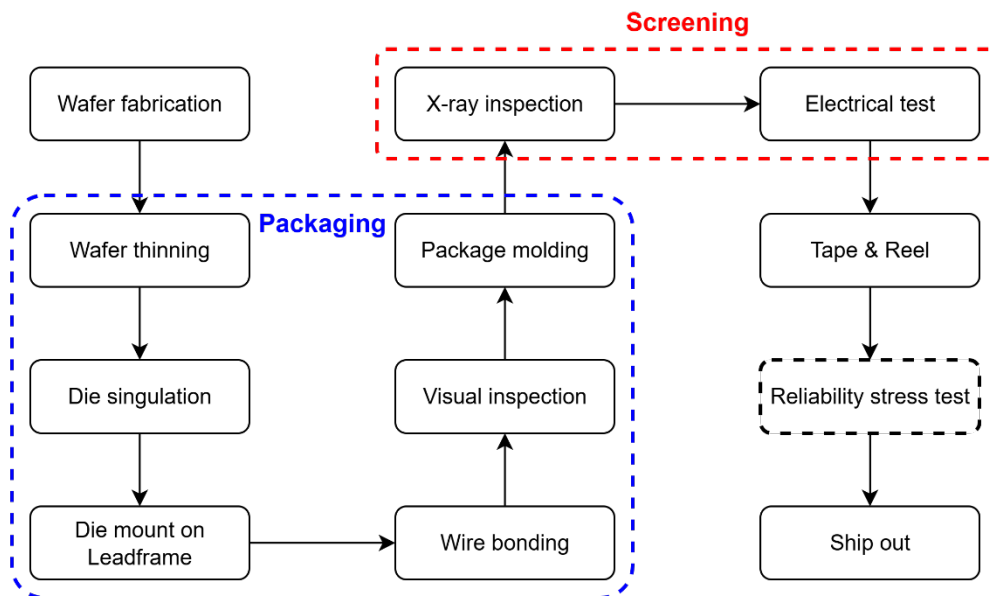 Screening
Wafer fabrication
X-ray inspection
Electrical test
Packaging
Wafer thinning
Package molding
Tape & Reel
Die singulation
Visual inspection
Reliability stress test
Die mount on
Leadframe
Wire bonding
Ship out